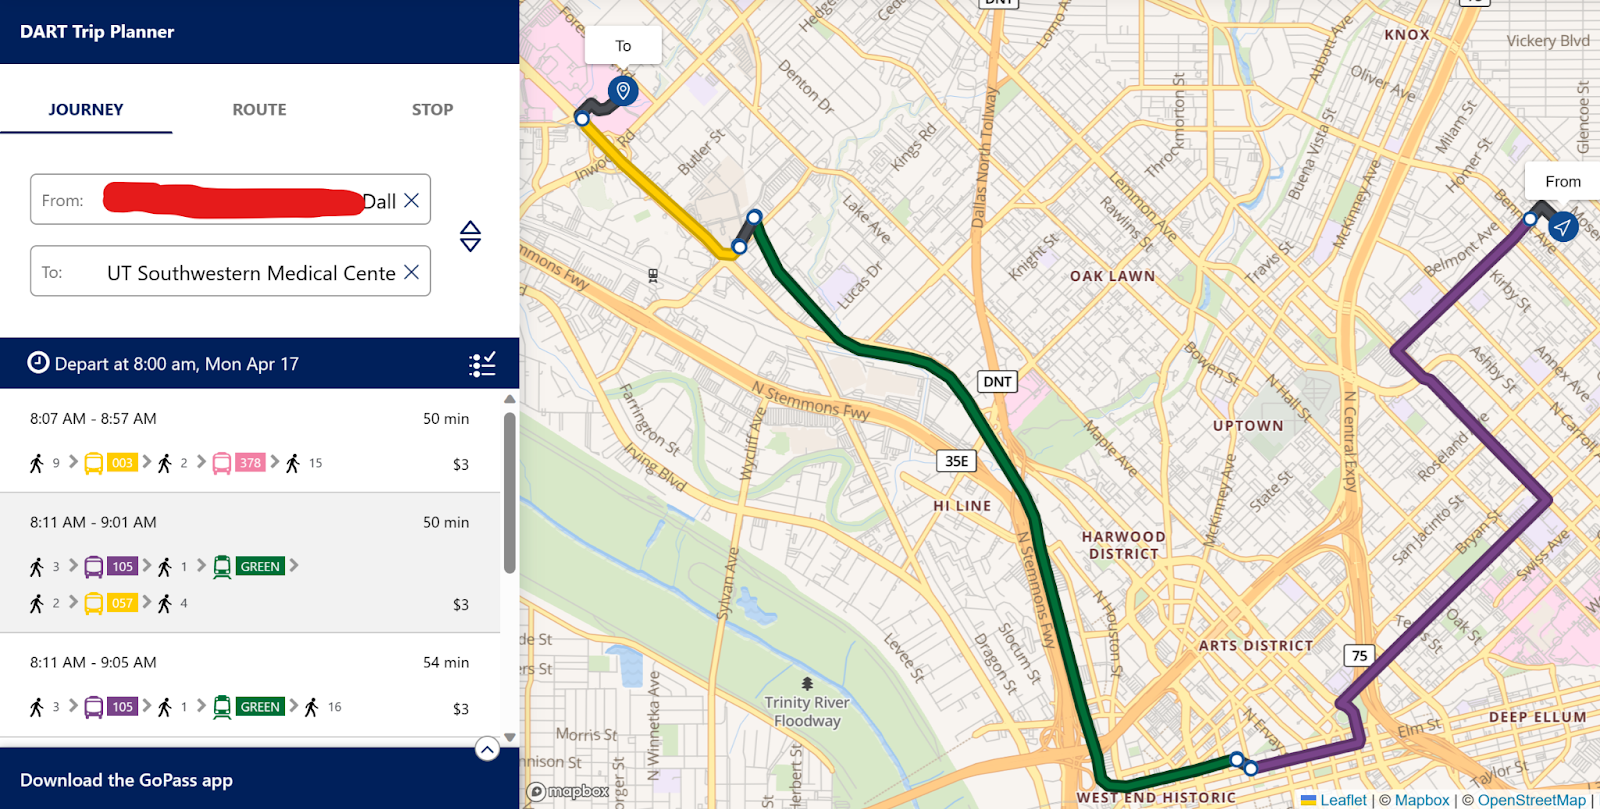 DART Trip Planner
JOURNEY ROUTE STOP
From: Dall
To: UT Southwestern Medical Cente
Depart at 8:00 am, Mon Apr 17
8:07 AM - 8:57 AM 50 min
9 003 2 378 15 $3
8:11 AM - 9:01 AM 50 min
3 105 1 GREEN
2 057 4 $3
8:11 AM - 9:05 AM 54 min
3 105 1 GREEN 16 $3
Download the GoPass app
To
From
DNT
KNOX
Vickery Blvd
Abbott Ave
Oliver Ave
Glencoe St
Denton Dr
Lomo A
Throckmorton St
Milam St
Homer St
Buena Vista St
Kings Rd
Butler St
Inwood Rd
Dallas North Tollway
Lemmon Ave
Rawlins St
McKinney Ave
Lake Ave
Knight St
Travis St
Belmont Ave
Kirby St
OAK LAWN
Lucas Dr
Stemmons Fwy
Bowen St
Ashby St
Annex Ave
DNT
N Stemmons Fwy
N Hall St
N Central Expy
N Carroll
Farrington St
Irving Blvd
Wycliff Ave
Maple Ave
UPTOWN
Roseland
35E
State St
HI LINE
McKinney Ave
San Jacinto St
Bryan St
Swiss Ave
HARWOOD
DISTRICT
Sylvan Ave
N Stemmons Fwy
N Houston St
Oak St
Texas St
Levee St
Slocum St
Dragon St
ARTS DISTRICT
75
Trinity River
Floodway
N Winnetka Ave
Morris St
N Ervay
Elm St
DEEP ELLUM
Taylor St
nnison St
Herbert St
WEST END HISTORIC
mapbox
Leaflet | © Mapbox | © OpenStreetMap |